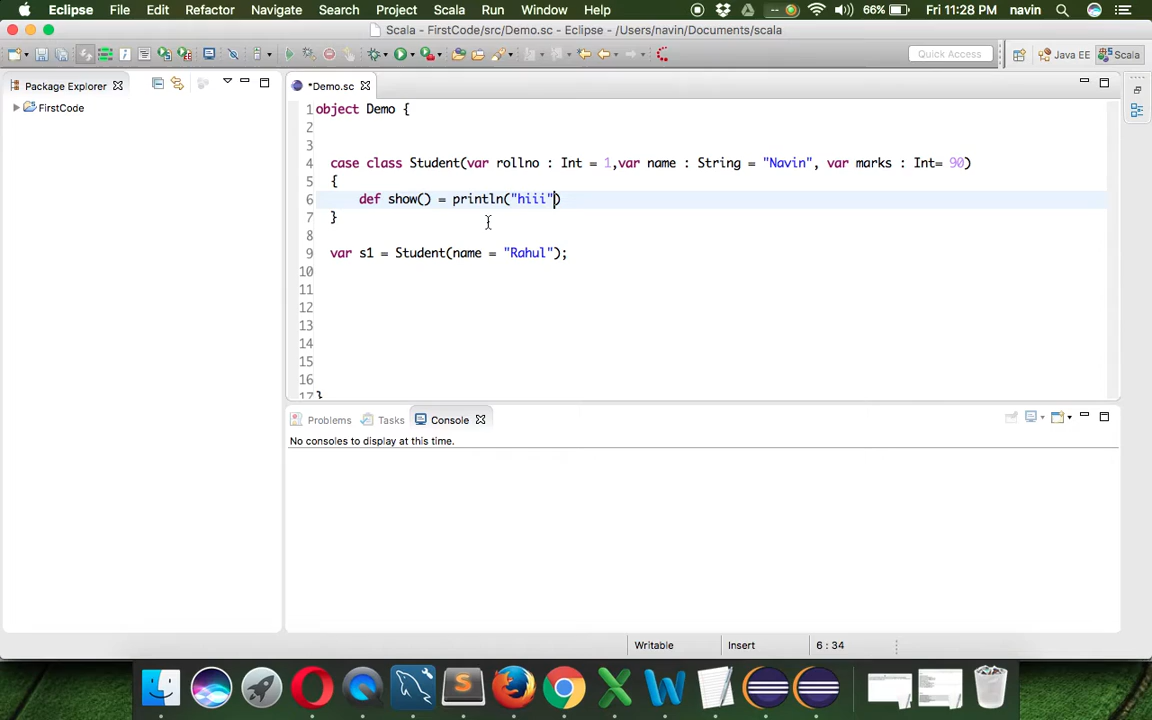 Eclipse File Edit Refactor Navigate Search Project Scala Run Window Help 66% Fri 11:28 PM navin
Scala - FirstCode/src/Demo.sc - Eclipse - /Users/navin/Documents/scala
Quick Access Java EE Scala
Package Explorer
FirstCode
*Demo.sc
1 object Demo {
2
3
4 case class Student(var rollno : Int = 1,var name : String = "Navin", var marks : Int= 90)
5 {
6 def show() = println("hiii")
7 }
8
9 var s1 = Student(name = "Rahul");
10
11
12
13
14
15
16
17 }
Problems Tasks Console
No consoles to display at this time.
Writable Insert 6 : 34